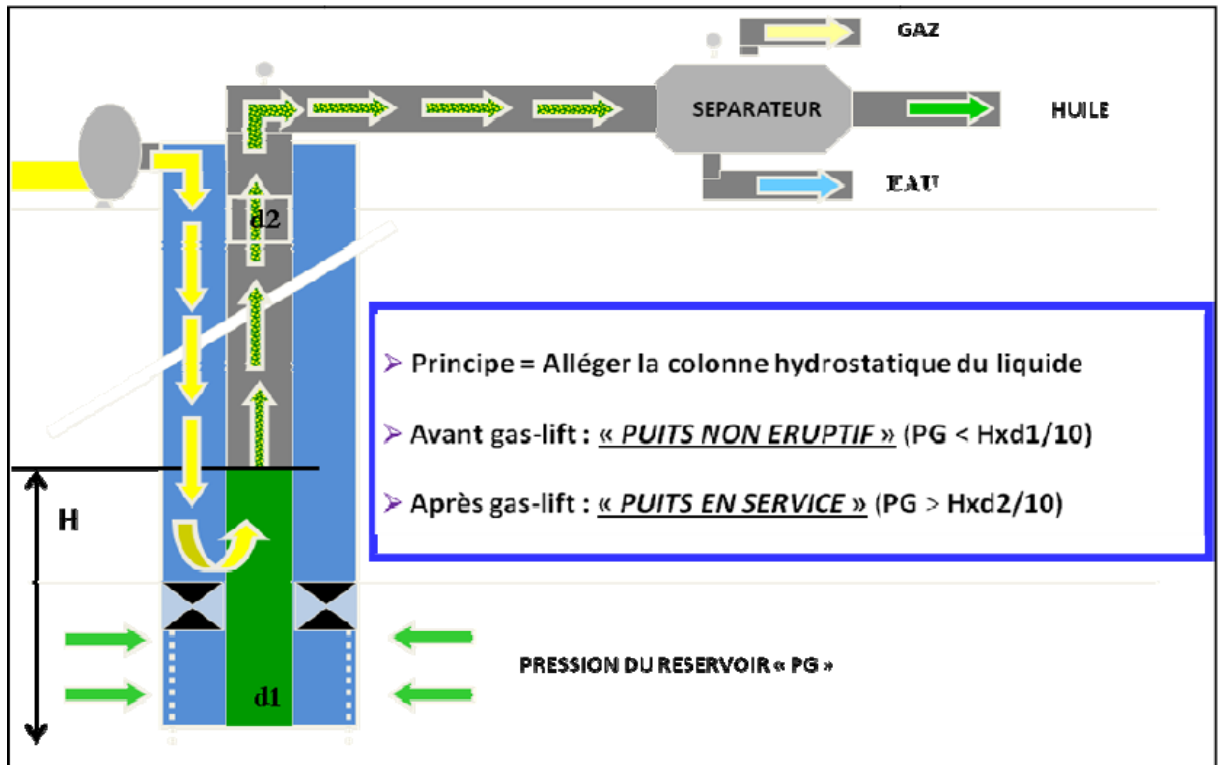 GAZ
SEPARATEUR
HUILE
EAU
d2
➢ Principe = Alléger la colonne hydrostatique du liquide
➢ Avant gas-lift : « PUITS NON ERUPTIF » (PG < Hxd1/10)
➢ Après gas-lift : « PUITS EN SERVICE » (PG > Hxd2/10)
H
PRESSION DU RESERVOIR « PG »
d1